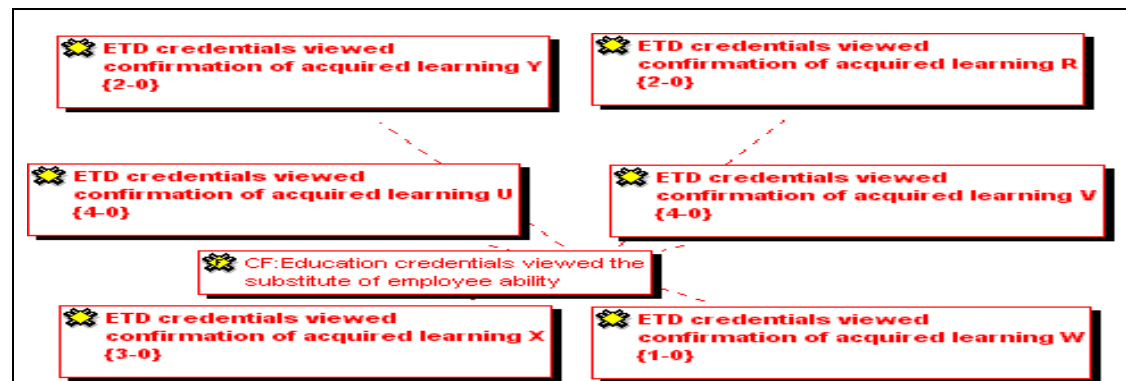 ETD credentials viewed
confirmation of acquired learning Y
{2-0}
ETD credentials viewed
confirmation of acquired learning R
{2-0}
ETD credentials viewed
confirmation of acquired learning U
{4-0}
ETD credentials viewed
confirmation of acquired learning V
{4-0}
CF:Education credentials viewed the
substitute of employee ability
ETD credentials viewed
confirmation of acquired learning X
{3-0}
ETD credentials viewed
confirmation of acquired learning W
{1-0}